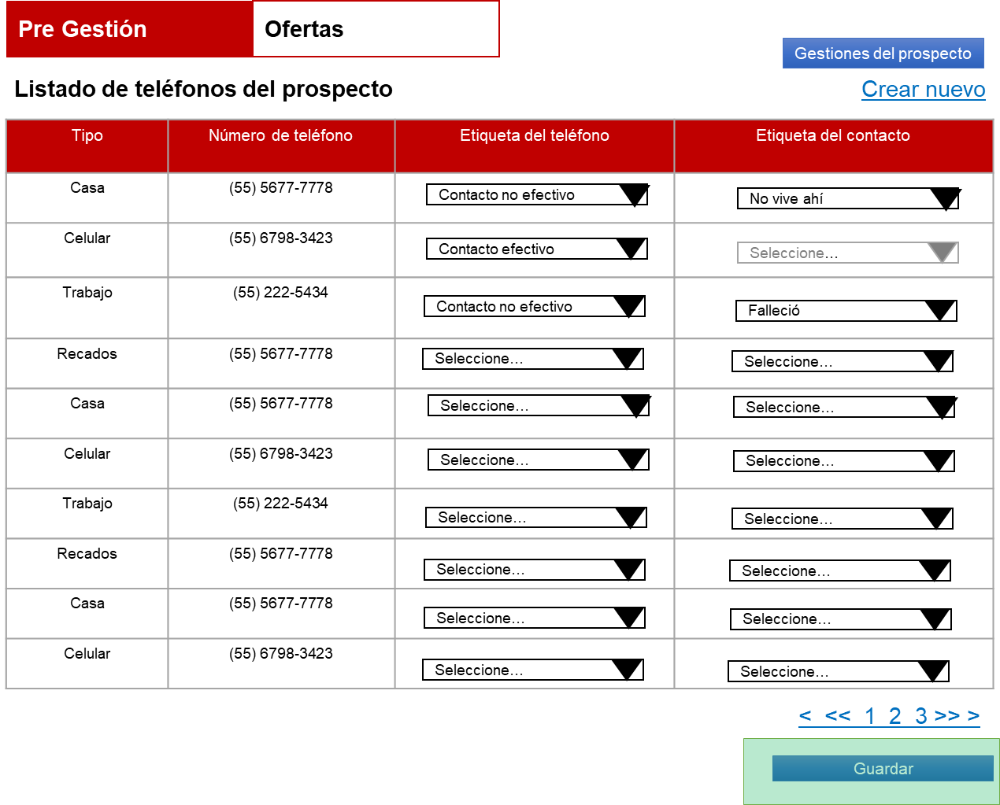 Pre Gestión Ofertas
Gestiones del prospecto
Listado de teléfonos del prospecto Crear nuevo
Tipo Número de teléfono Etiqueta del teléfono Etiqueta del contacto
Casa (55) 5677-7778 Contacto no efectivo No vive ahí
Celular (55) 6798-3423 Contacto efectivo Seleccione...
Trabajo (55) 222-5434 Contacto no efectivo Falleció
Recados (55) 5677-7778 Seleccione... Seleccione...
Casa (55) 5677-7778 Seleccione... Seleccione...
Celular (55) 6798-3423 Seleccione... Seleccione...
Trabajo (55) 222-5434 Seleccione... Seleccione...
Recados (55) 5677-7778 Seleccione... Seleccione...
Casa (55) 5677-7778 Seleccione... Seleccione...
Celular (55) 6798-3423 Seleccione... Seleccione...
< << 1 2 3 >> >
Guardar